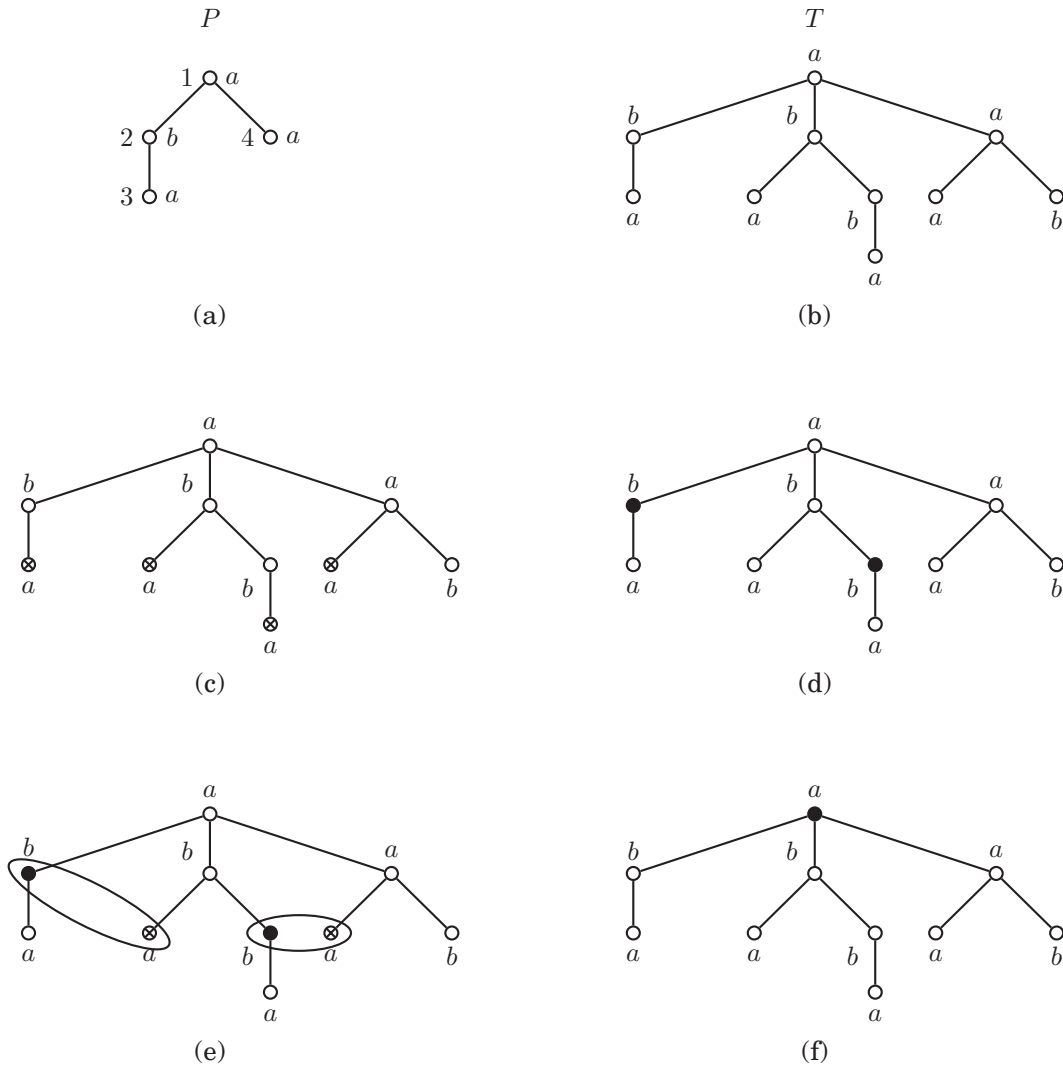 P T
1 a a
b b a
2 b 4 a
3 a a a b a b
a
(a) (b)
a a
b b a b b a
a a b a b a a b a b
a a
(c) (d)
a a
b b a b b a
a a b a b a a b a b
a a
(e) (f)